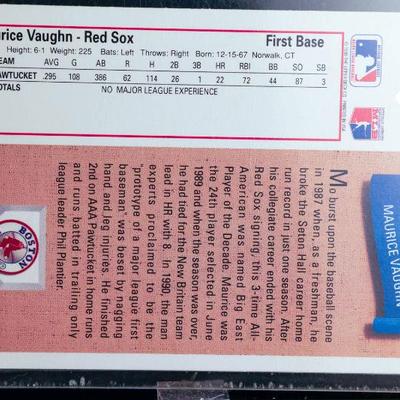 rice Vaughn - Red Sox First Base
Height: 6-1 Weight: 225 Bats: Left Throws: Right Born: 12-15-67 Norwalk, CT
TEAM AVG G AB R H 2B 3B HR RBI BB SO SB
PAWTUCKET .295 108 386 62 114 26 1 22 72 44 87 3
TOTALS NO MAJOR LEAGUE EXPERIENCE
MAURICE VAUGHN
Mo burst upon the baseball scene
in 1987 when, as a freshman, he
broke the Seton Hall career home
run record in just one season. After
his collegiate career ended with his
Red Sox signing, this 3-time All-
American was named Big East
Player of the Decade. Maurice was
the 24th player selected in June
1989 and when the season was over,
he had tied for the New Britain team
lead in HR with 8. In 1990, the man
experts proclaimed to be the
"prototype of a major league first
baseman" was beset by nagging
hand and leg injuries. He finished
2nd on AAA Pawtucket in home runs
and runs batted in trailing only
league leader Phil Plantier.
BOSTON
RED SOX